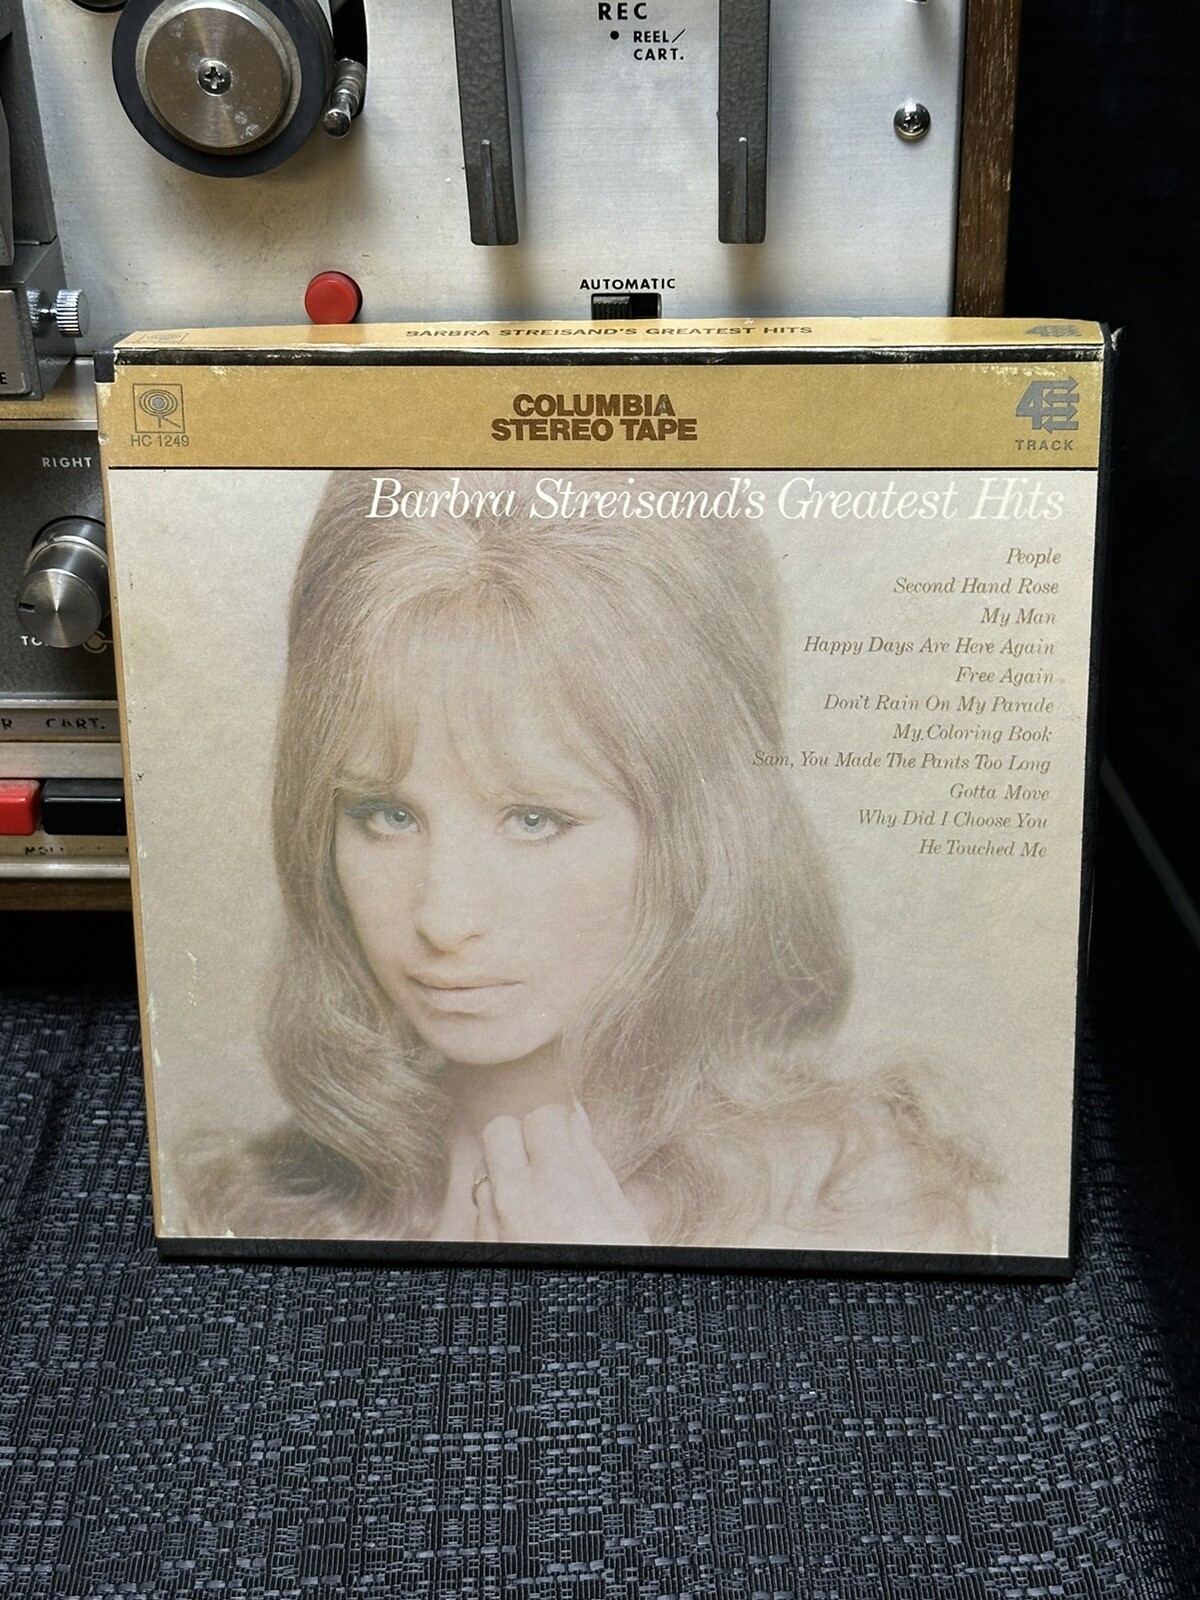 REC
REEL/
CART.
AUTOMATIC
BARBRA STREISAND'S GREATEST HITS
COLUMBIA
STEREO TAPE
HC 1249
4
TRACK
RIGHT
Barbra Streisand's Greatest Hits
People
Second Hand Rose
My Man
Happy Days Are Here Again
Free Again
Don't Rain On My Parade
My Coloring Book
Sam, You Made The Pants Too Long
Gotta Move
Why Did I Choose You
He Touched Me
CART.